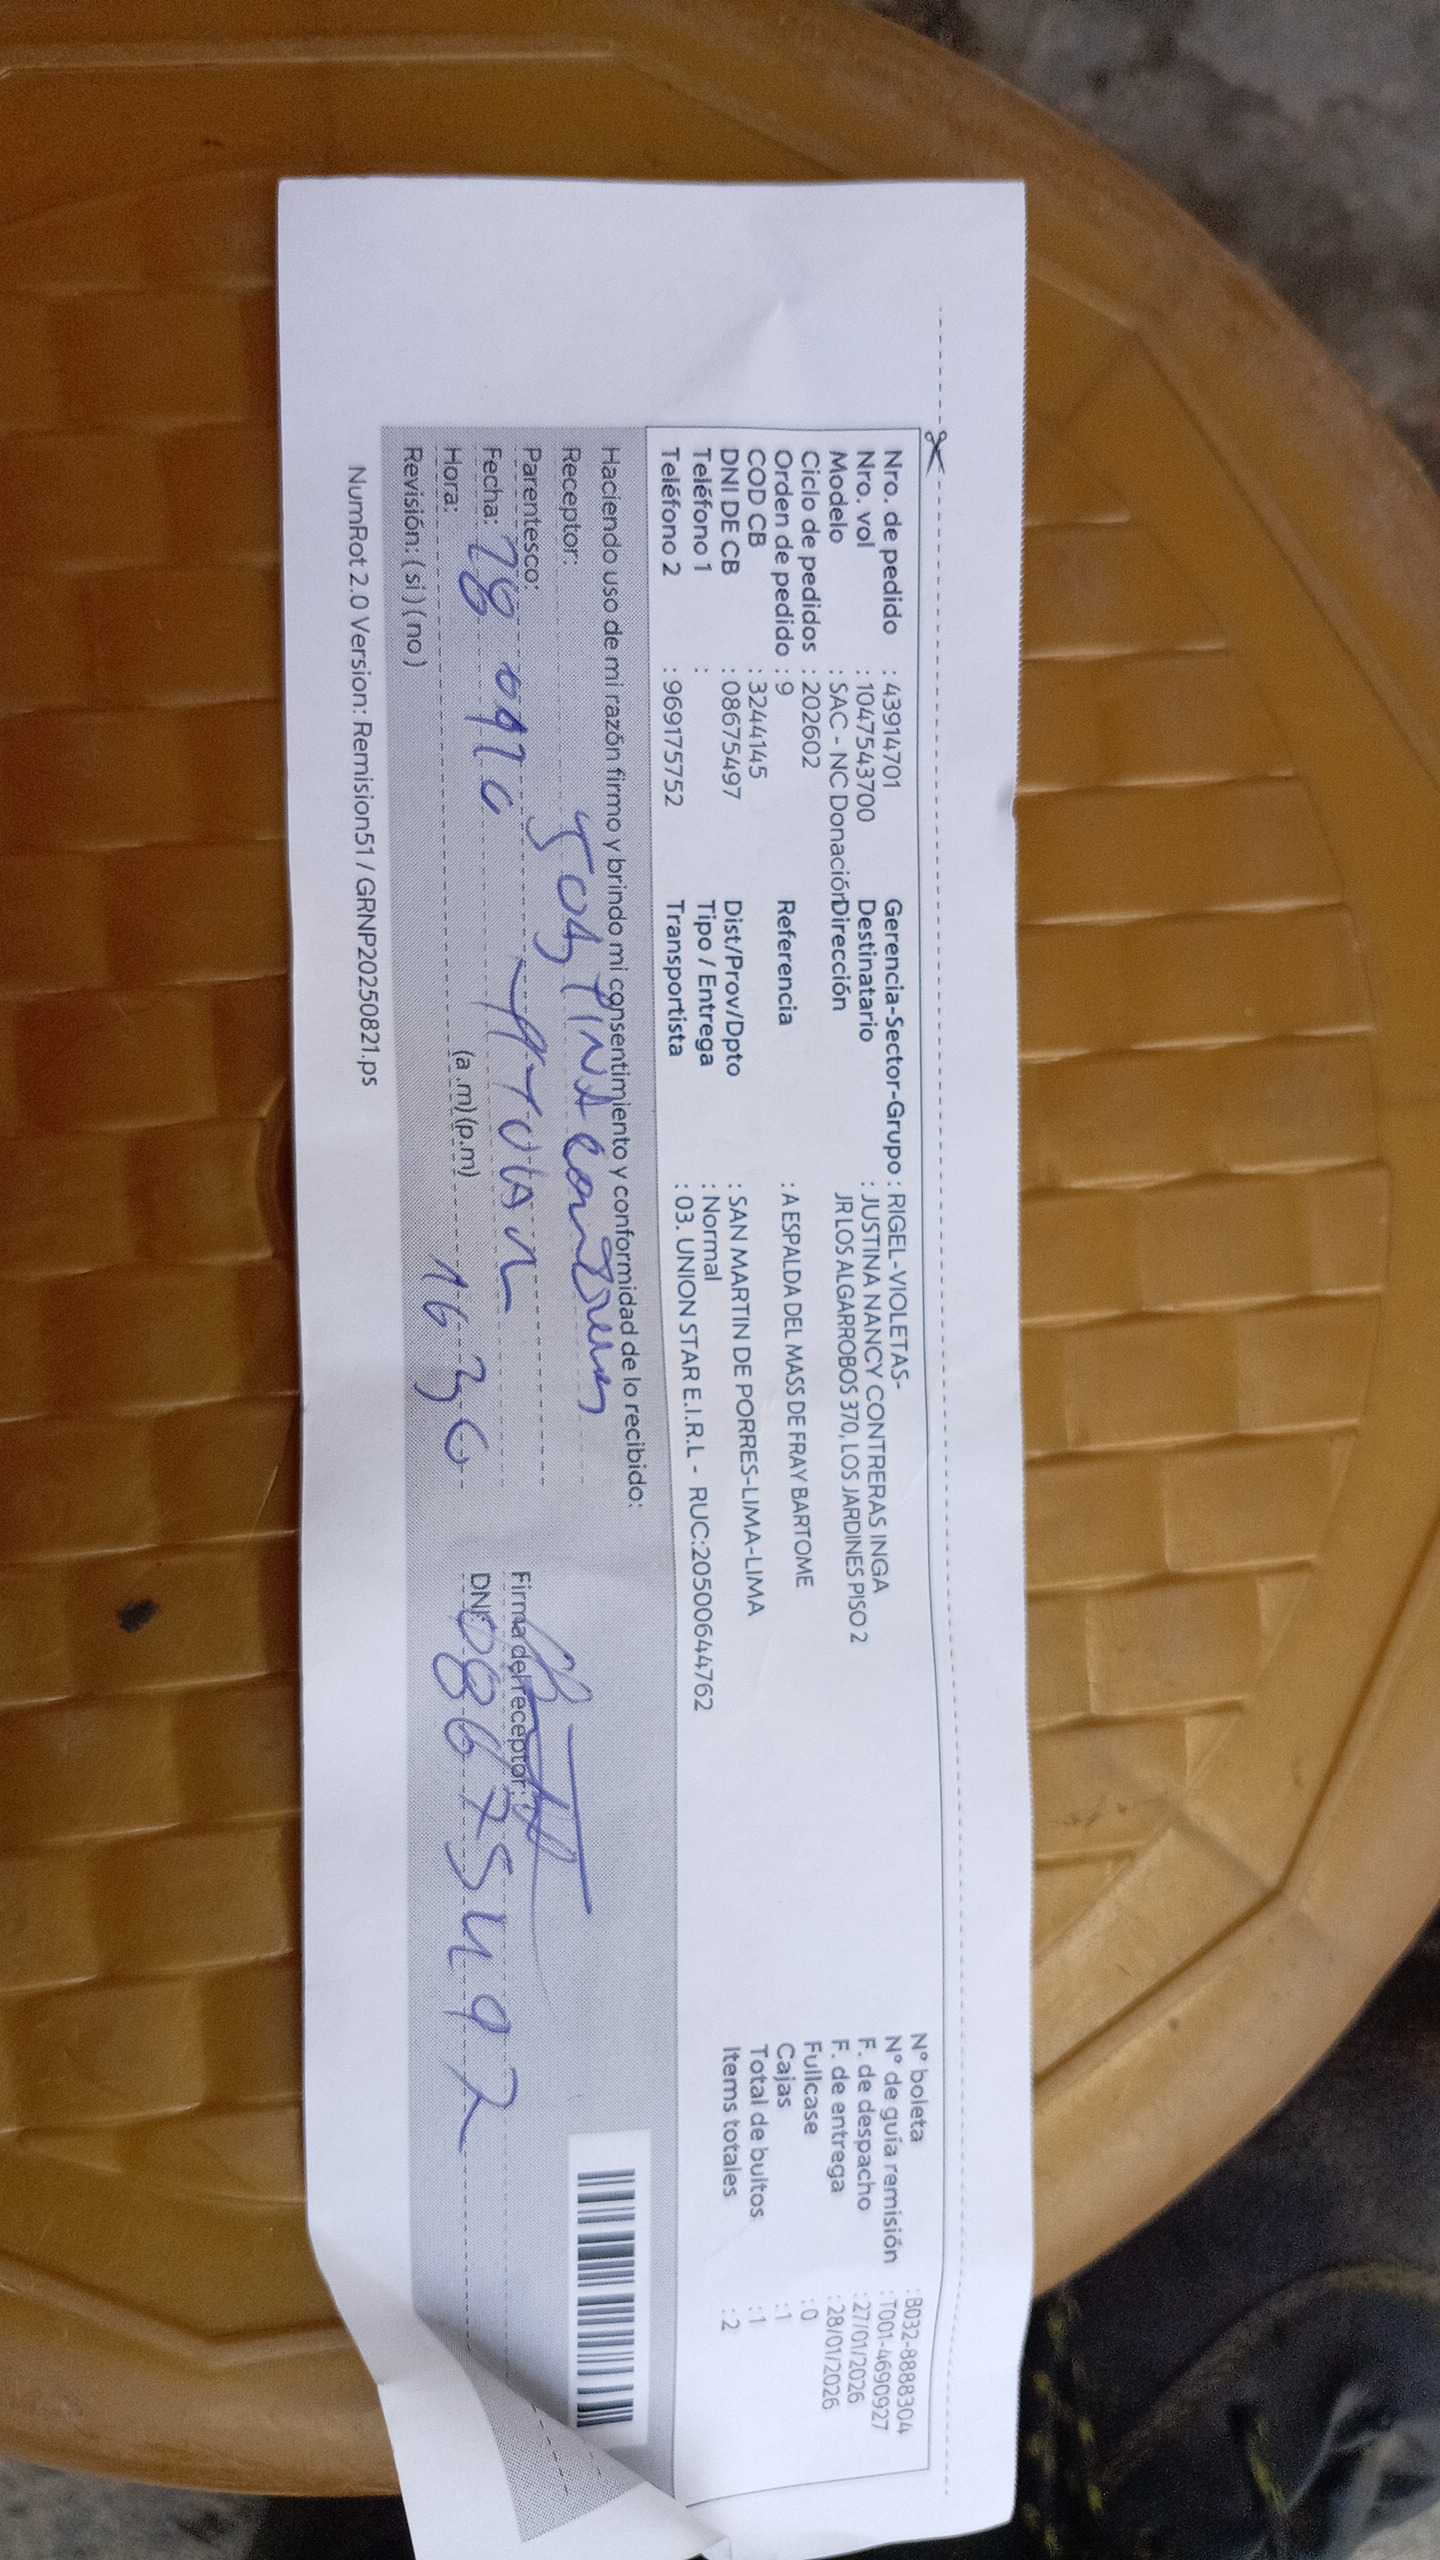 Nro. de pedido : 43914701
Nro. vol : 1047543700
Modelo : SAC - NC Donación
Ciclo de pedidos : 202602
Orden de pedido : 9
COD CB : 3244145
DNI DE CB : 08675497
Teléfono 1 :
Teléfono 2 : 969175752
Gerencia-Sector-Grupo : RIGEL-VIOLETAS-
Destinatario : JUSTINA NANCY CONTRERAS INGA
Dirección JR LOS ALGARROBOS 370, LOS JARDINES PISO 2
Referencia : A ESPALDA DEL MASS DE FRAY BARTOME
Dist/Prov/Dpto : SAN MARTIN DE PORRES-LIMA-LIMA
Tipo / Entrega : Normal
Transportista : 03. UNION STAR E.I.R.L - RUC:20500644762
N° boleta : B032-8888304
N° de guía remisión : T001-4690927
F. de despacho : 27/01/2026
F. de entrega : 28/01/2026
Fullcase : 0
Cajas : 1
Total de bultos : 1
Items totales : 2
Haciendo uso de mi razón firmo y brindo mi consentimiento y conformidad de lo recibido:
Receptor:
Parentesco:
Fecha: 28
Hora: (a .m) (p.m) 16 30
Revisión: ( si ) ( no )
Firma del receptor:
DNI: 08675497
NumRot 2.0 Version: Remision51 / GRNP20250821.ps